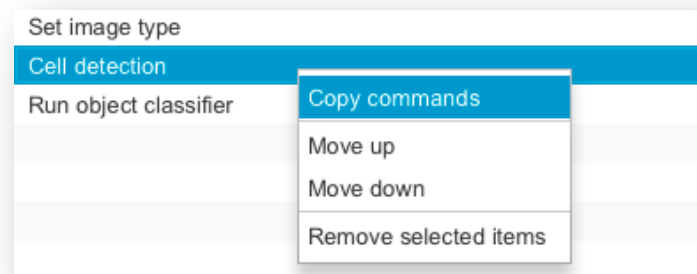 Set image type
Cell detection
Run object classifier
Copy commands
Move up
Move down
Remove selected items